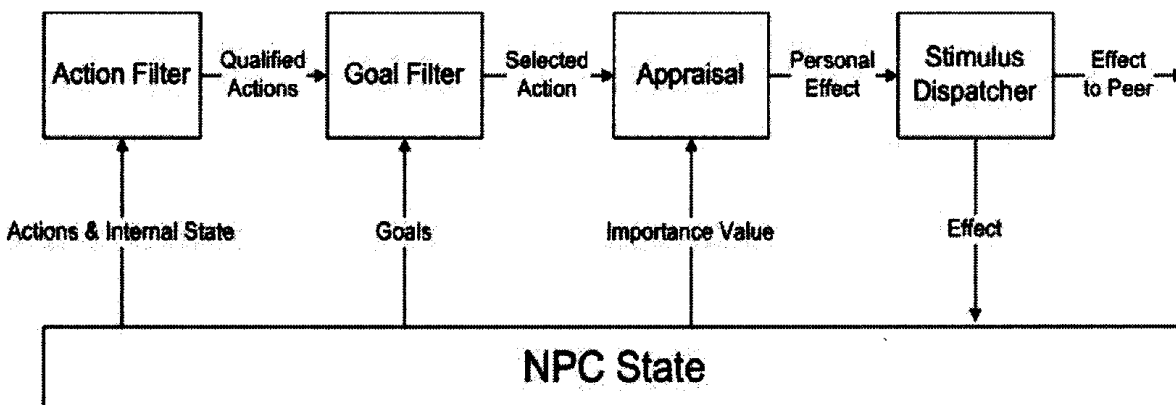 Action Filter
Qualified
Actions
Goal Filter
Selected
Action
Appraisal
Personal
Effect
Stimulus
Dispatcher
Effect
to Peer
Actions & Internal State
Goals
Importance Value
Effect
NPC State